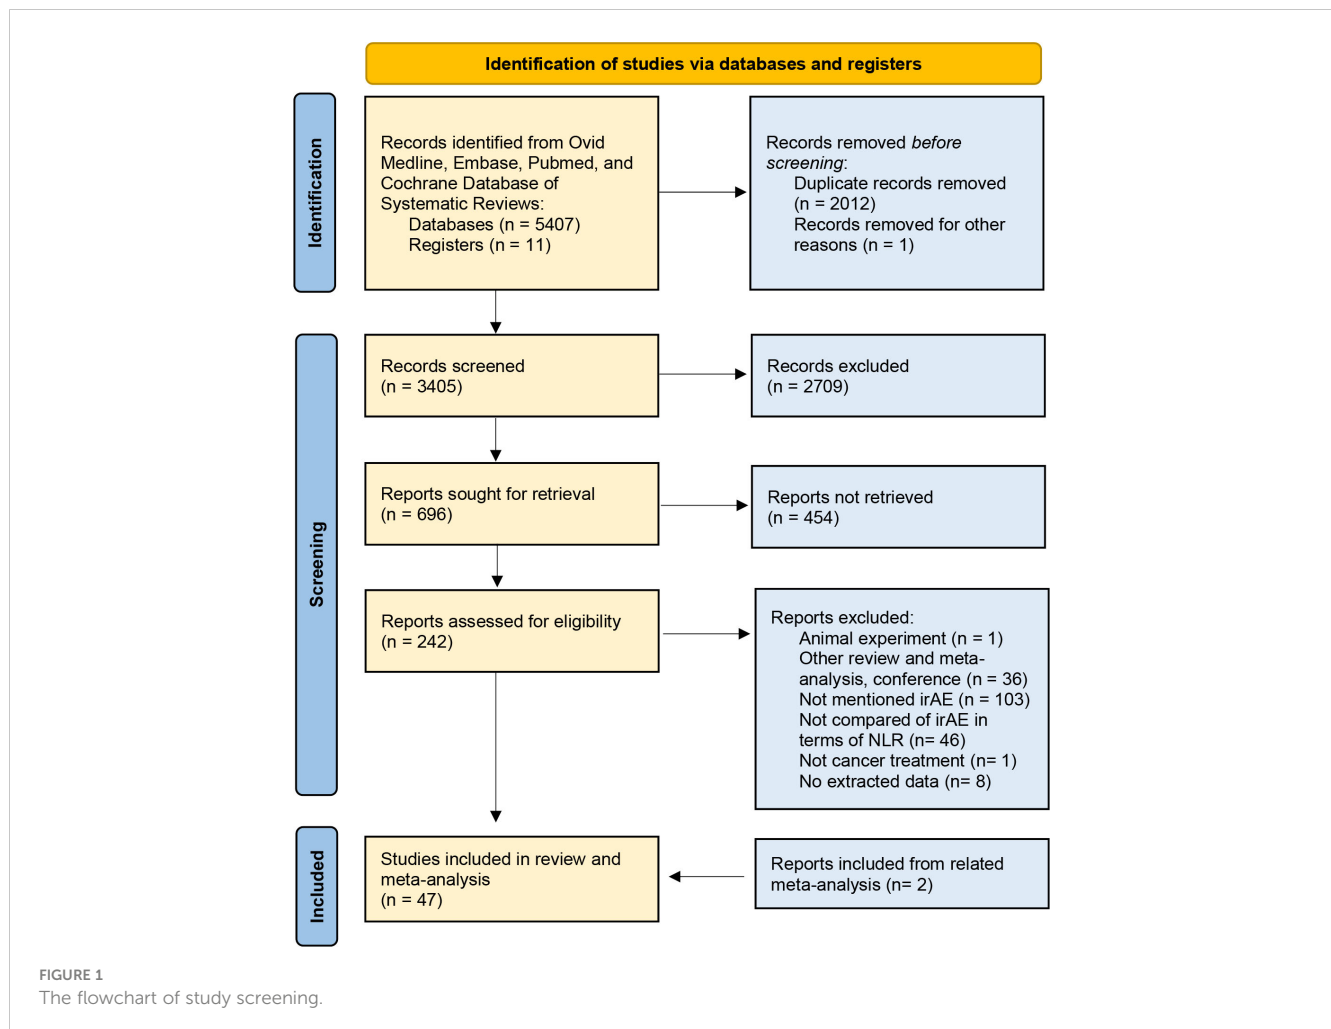 Identification of studies via databases and registers
Identification
Records identified from Ovid
Medline, Embase, Pubmed, and
Cochrane Database of
Systematic Reviews:
Databases (n = 5407)
Registers (n = 11)
Records removed before
screening:
Duplicate records removed
(n = 2012)
Records removed for other
reasons (n = 1)
Screening
Records screened
(n = 3405)
Records excluded
(n = 2709)
Reports sought for retrieval
(n = 696)
Reports not retrieved
(n = 454)
Reports assessed for eligibility
(n = 242)
Reports excluded:
Animal experiment (n = 1)
Other review and meta-
analysis, conference (n = 36)
Not mentioned irAE (n = 103)
Not compared of irAE in
terms of NLR (n= 46)
Not cancer treatment (n= 1)
No extracted data (n= 8)
Included
Studies included in review and
meta-analysis
(n = 47)
Reports included from related
meta-analysis (n= 2)
FIGURE 1
The flowchart of study screening.